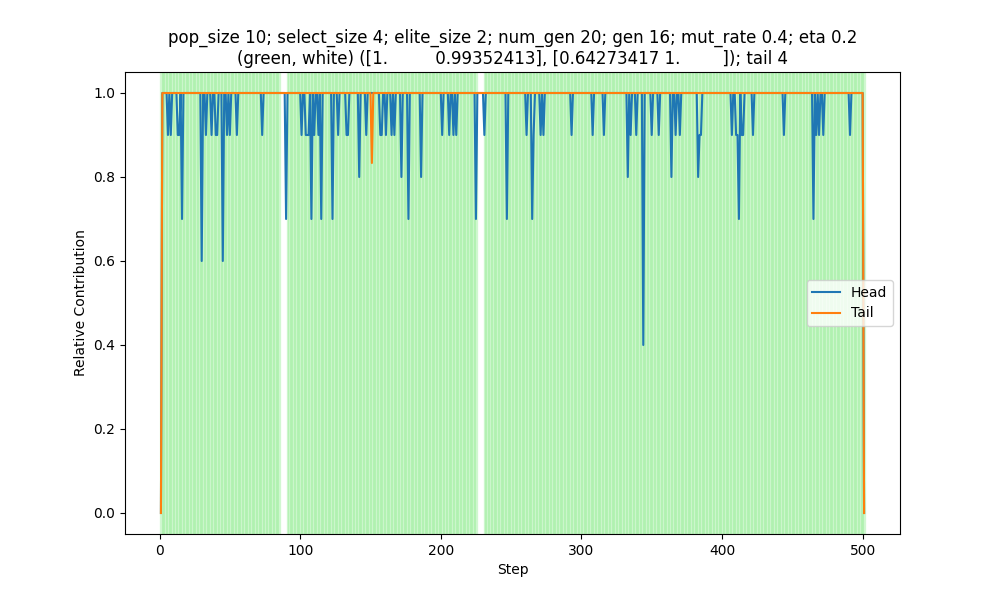 pop_size 10; select_size 4; elite_size 2; num_gen 20; gen 16; mut_rate 0.4; eta 0.2
(green, white) ([1.          0.99352413], [0.64273417 1.         ]); tail 4
1.0
0.8
0.6
0.4
0.2
0.0
Relative Contribution
Head
Tail
0
100
200
300
400
500
Step